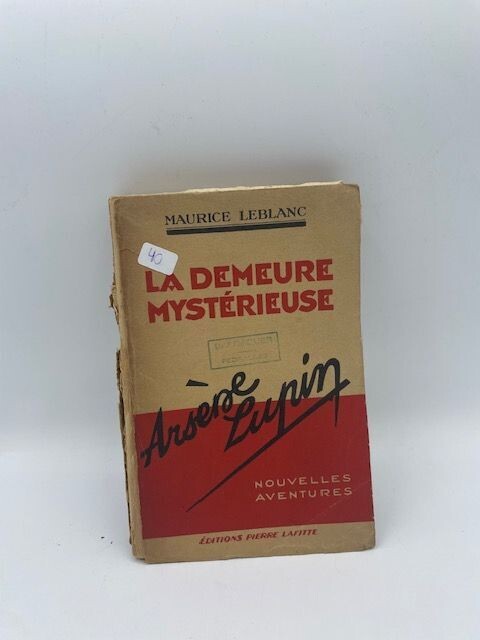 MAURICE LEBLANC
40
LA DEMEURE
MYSTÉRIEUSE
Arsène
Lupin
NOUVELLES
AVENTURES
ÉDITIONS PIERRE LAFITTE